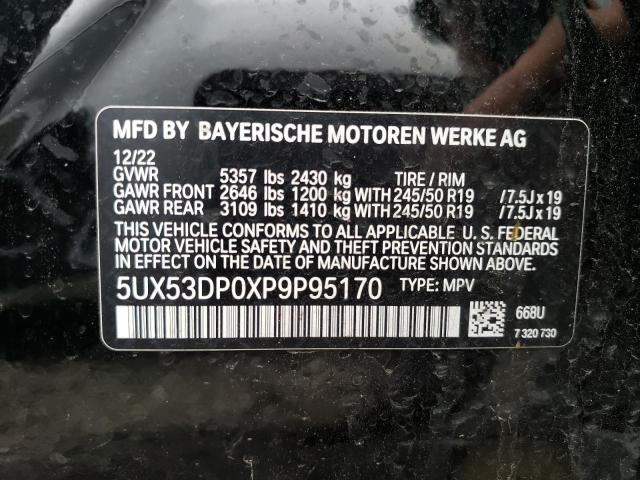 MFD BY BAYERISCHE MOTOREN WERKE AG
12/22
GVWR 5357 lbs 2430 kg TIRE / RIM
GAWR FRONT 2646 lbs 1200 kg WITH 245/50 R19 /7.5J x 19
GAWR REAR 3109 lbs 1410 kg WITH 245/50 R19 /7.5J x 19
THIS VEHICLE CONFORMS TO ALL APPLICABLE U. S. FEDERAL
MOTOR VEHICLE SAFETY AND THEFT PREVENTION STANDARDS
IN EFFECT ON THE DATE OF MANUFACTURE SHOWN ABOVE.
5UX53DP0XP9P95170 TYPE: MPV
668U
7 320 730